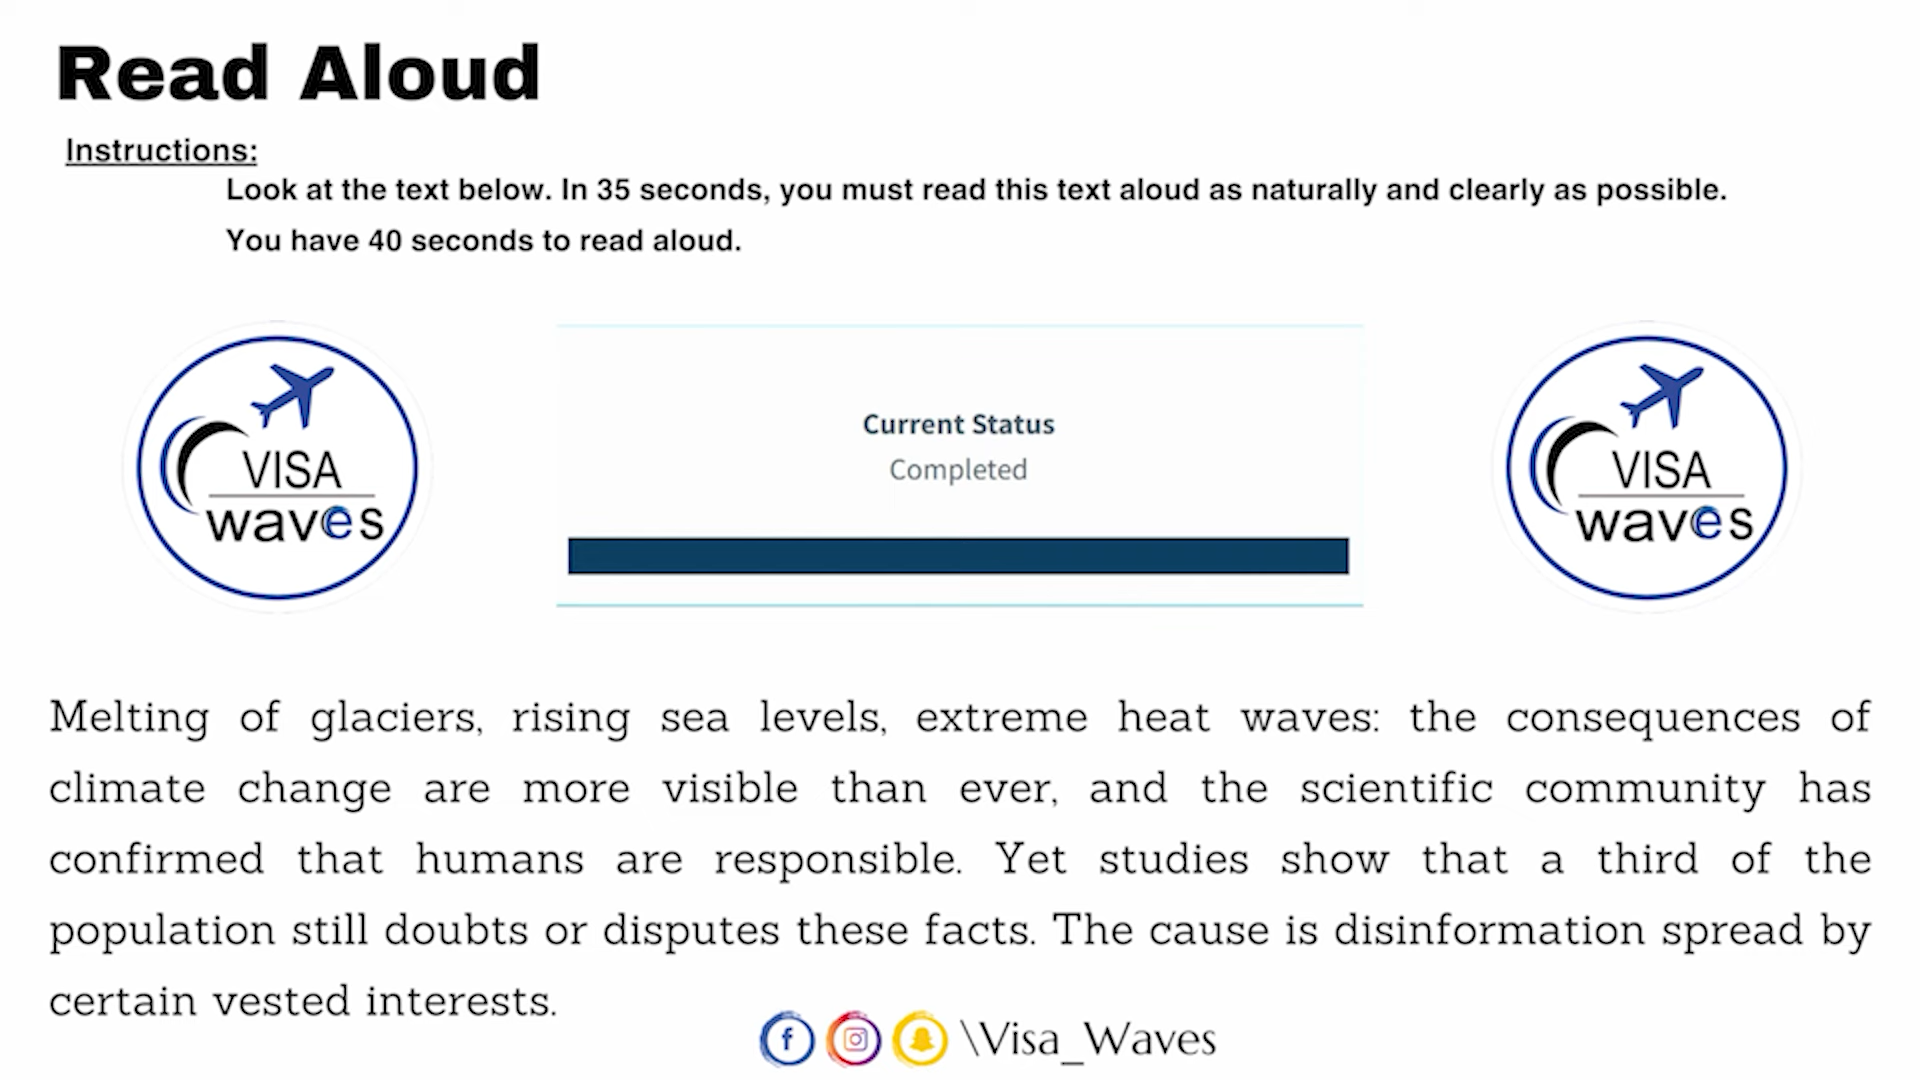 Read Aloud
Instructions:
Look at the text below. In 35 seconds, you must read this text aloud as naturally and clearly as possible.
You have 40 seconds to read aloud.
VISA
waves
Current Status
Completed
VISA
waves
Melting of glaciers, rising sea levels, extreme heat waves: the consequences of
climate change are more visible than ever, and the scientific community has
confirmed that humans are responsible. Yet studies show that a third of the
population still doubts or disputes these facts. The cause is disinformation spread by
certain vested interests.
\Visa_Waves